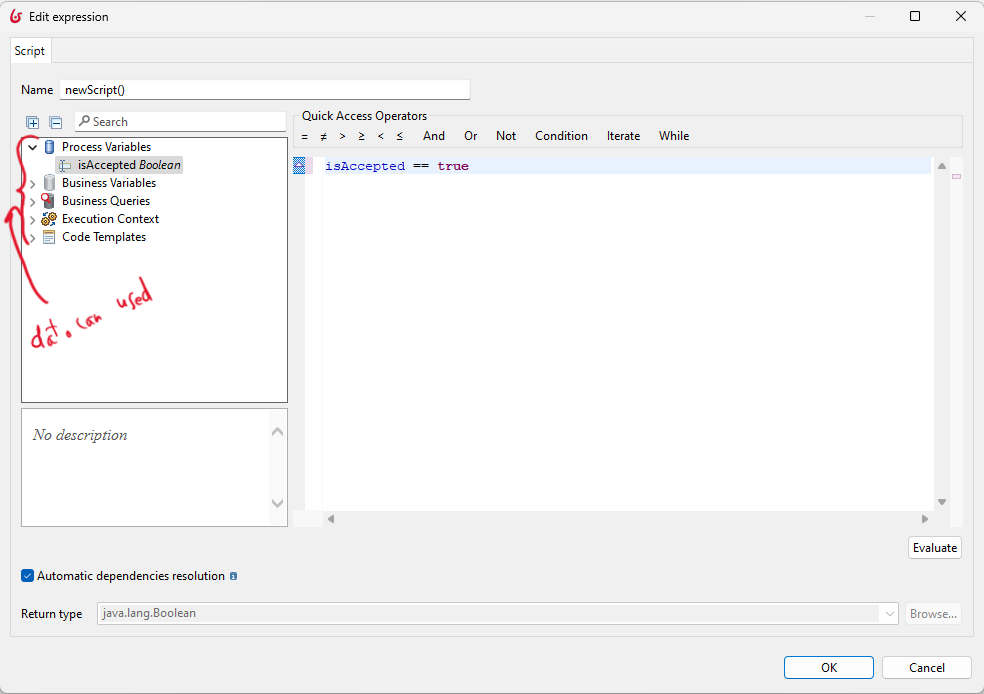 Edit expression
Script
Name newScript()
Search
Quick Access Operators
= ≠ > ≥ < ≤ And Or Not Condition Iterate While
Process Variables
isAccepted Boolean
Business Variables
Business Queries
Execution Context
Code Templates
isAccepted == true
data can used
No description
Evaluate
Automatic dependencies resolution
Return type java.lang.Boolean Browse...
OK Cancel